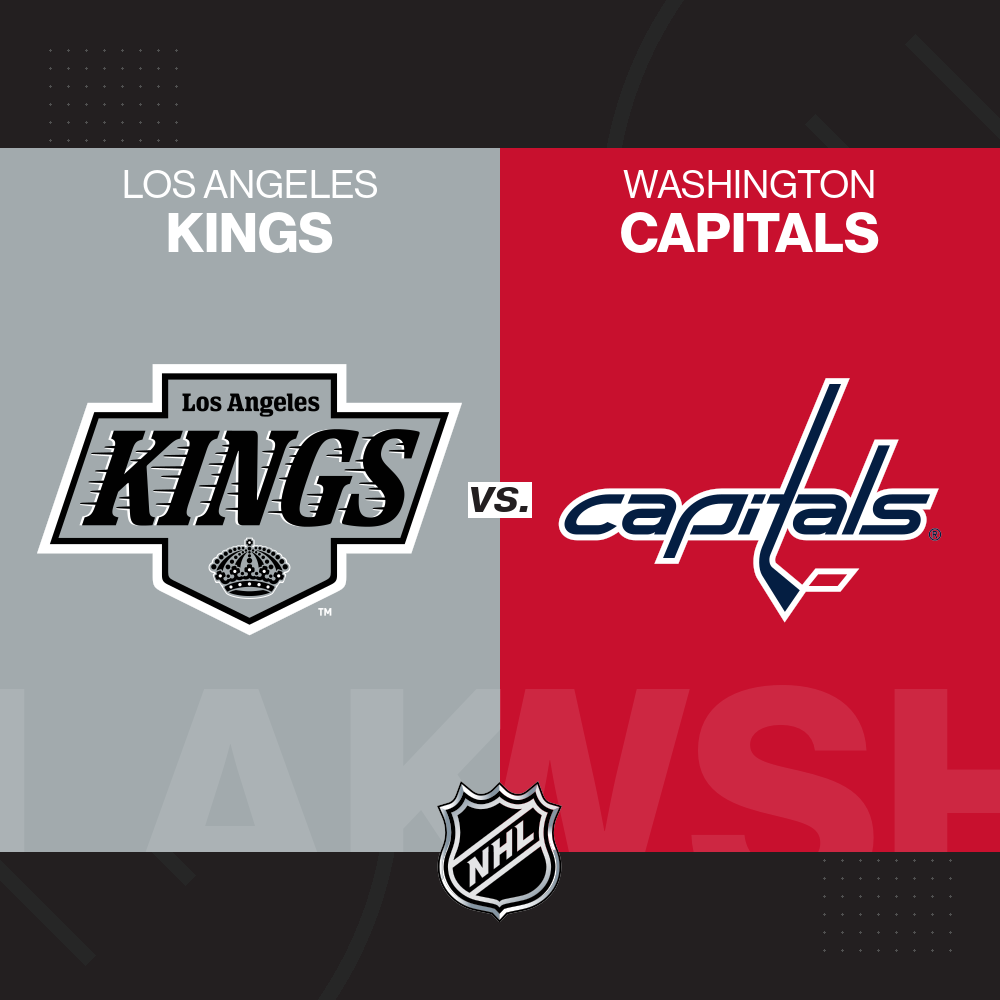 LOS ANGELES
KINGS
WASHINGTON
CAPITALS
Los Angeles
KINGS
TM
VS.
capitals
®
LAK
WSH
NHL